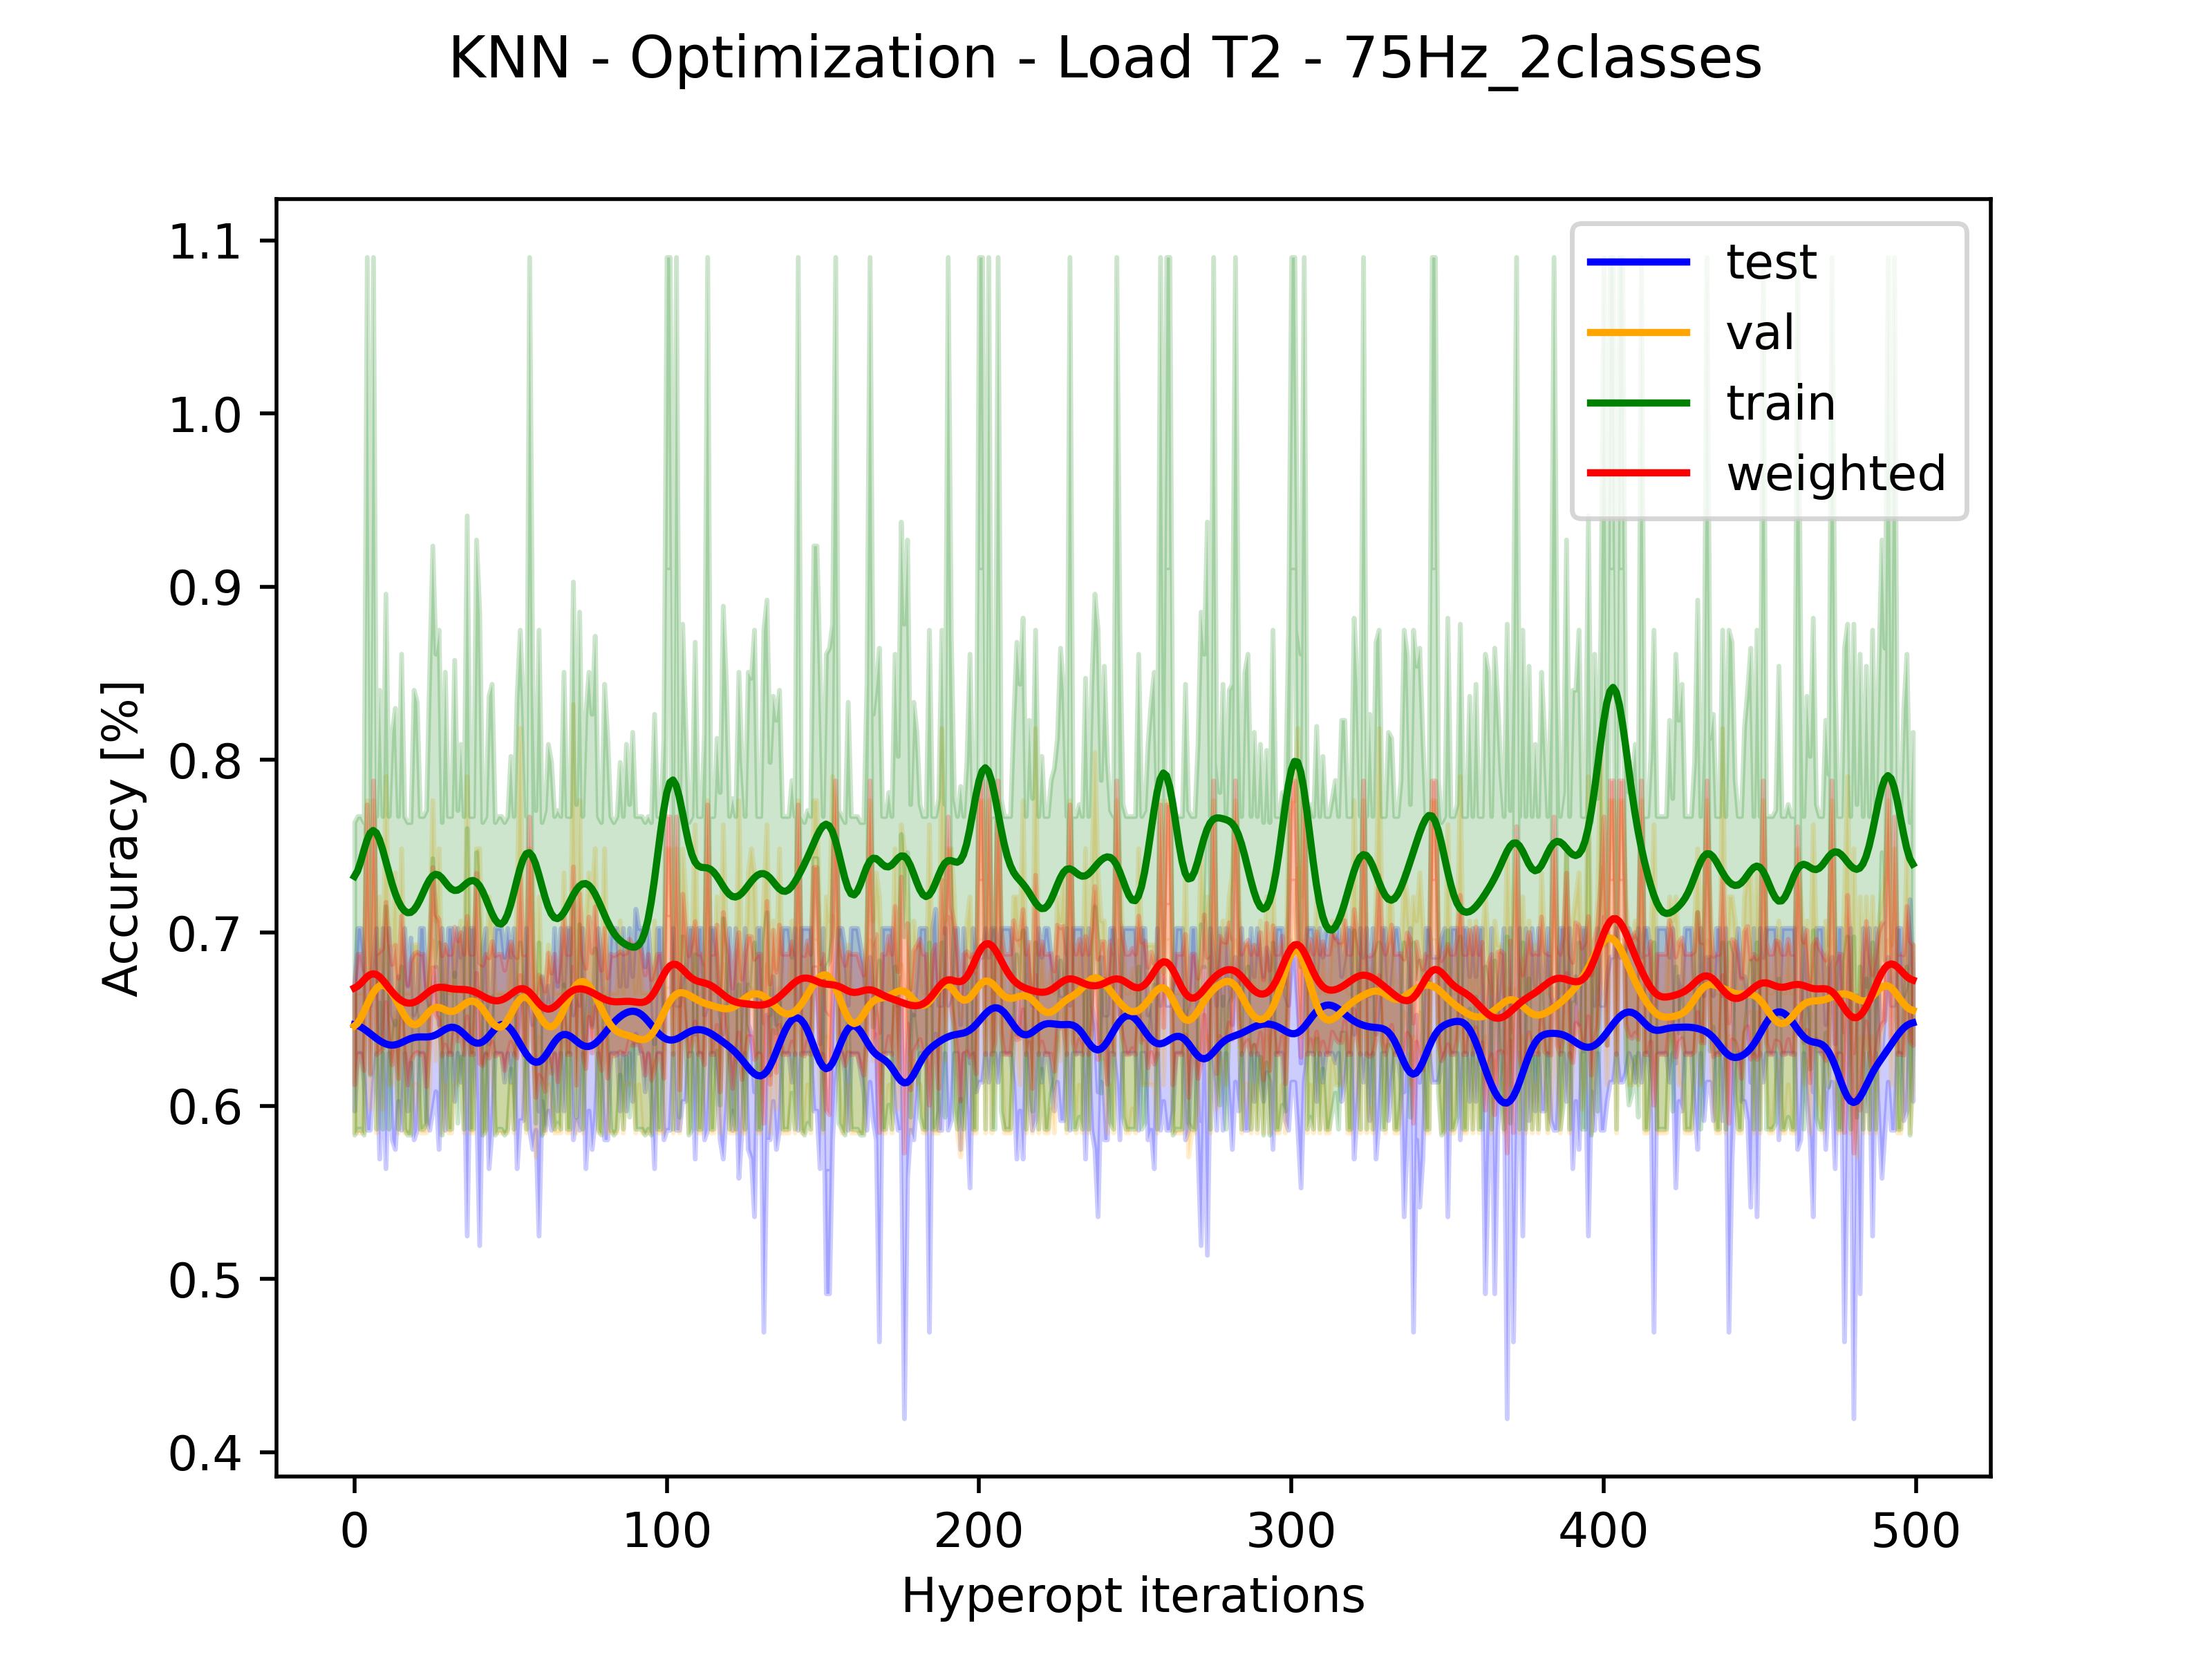 KNN - Optimization - Load T2 - 75Hz_2classes
1.1
1.0
0.9
0.8
0.7
0.6
0.5
0.4
Accuracy [%]
test
val
train
weighted
0 100 200 300 400 500
Hyperopt iterations